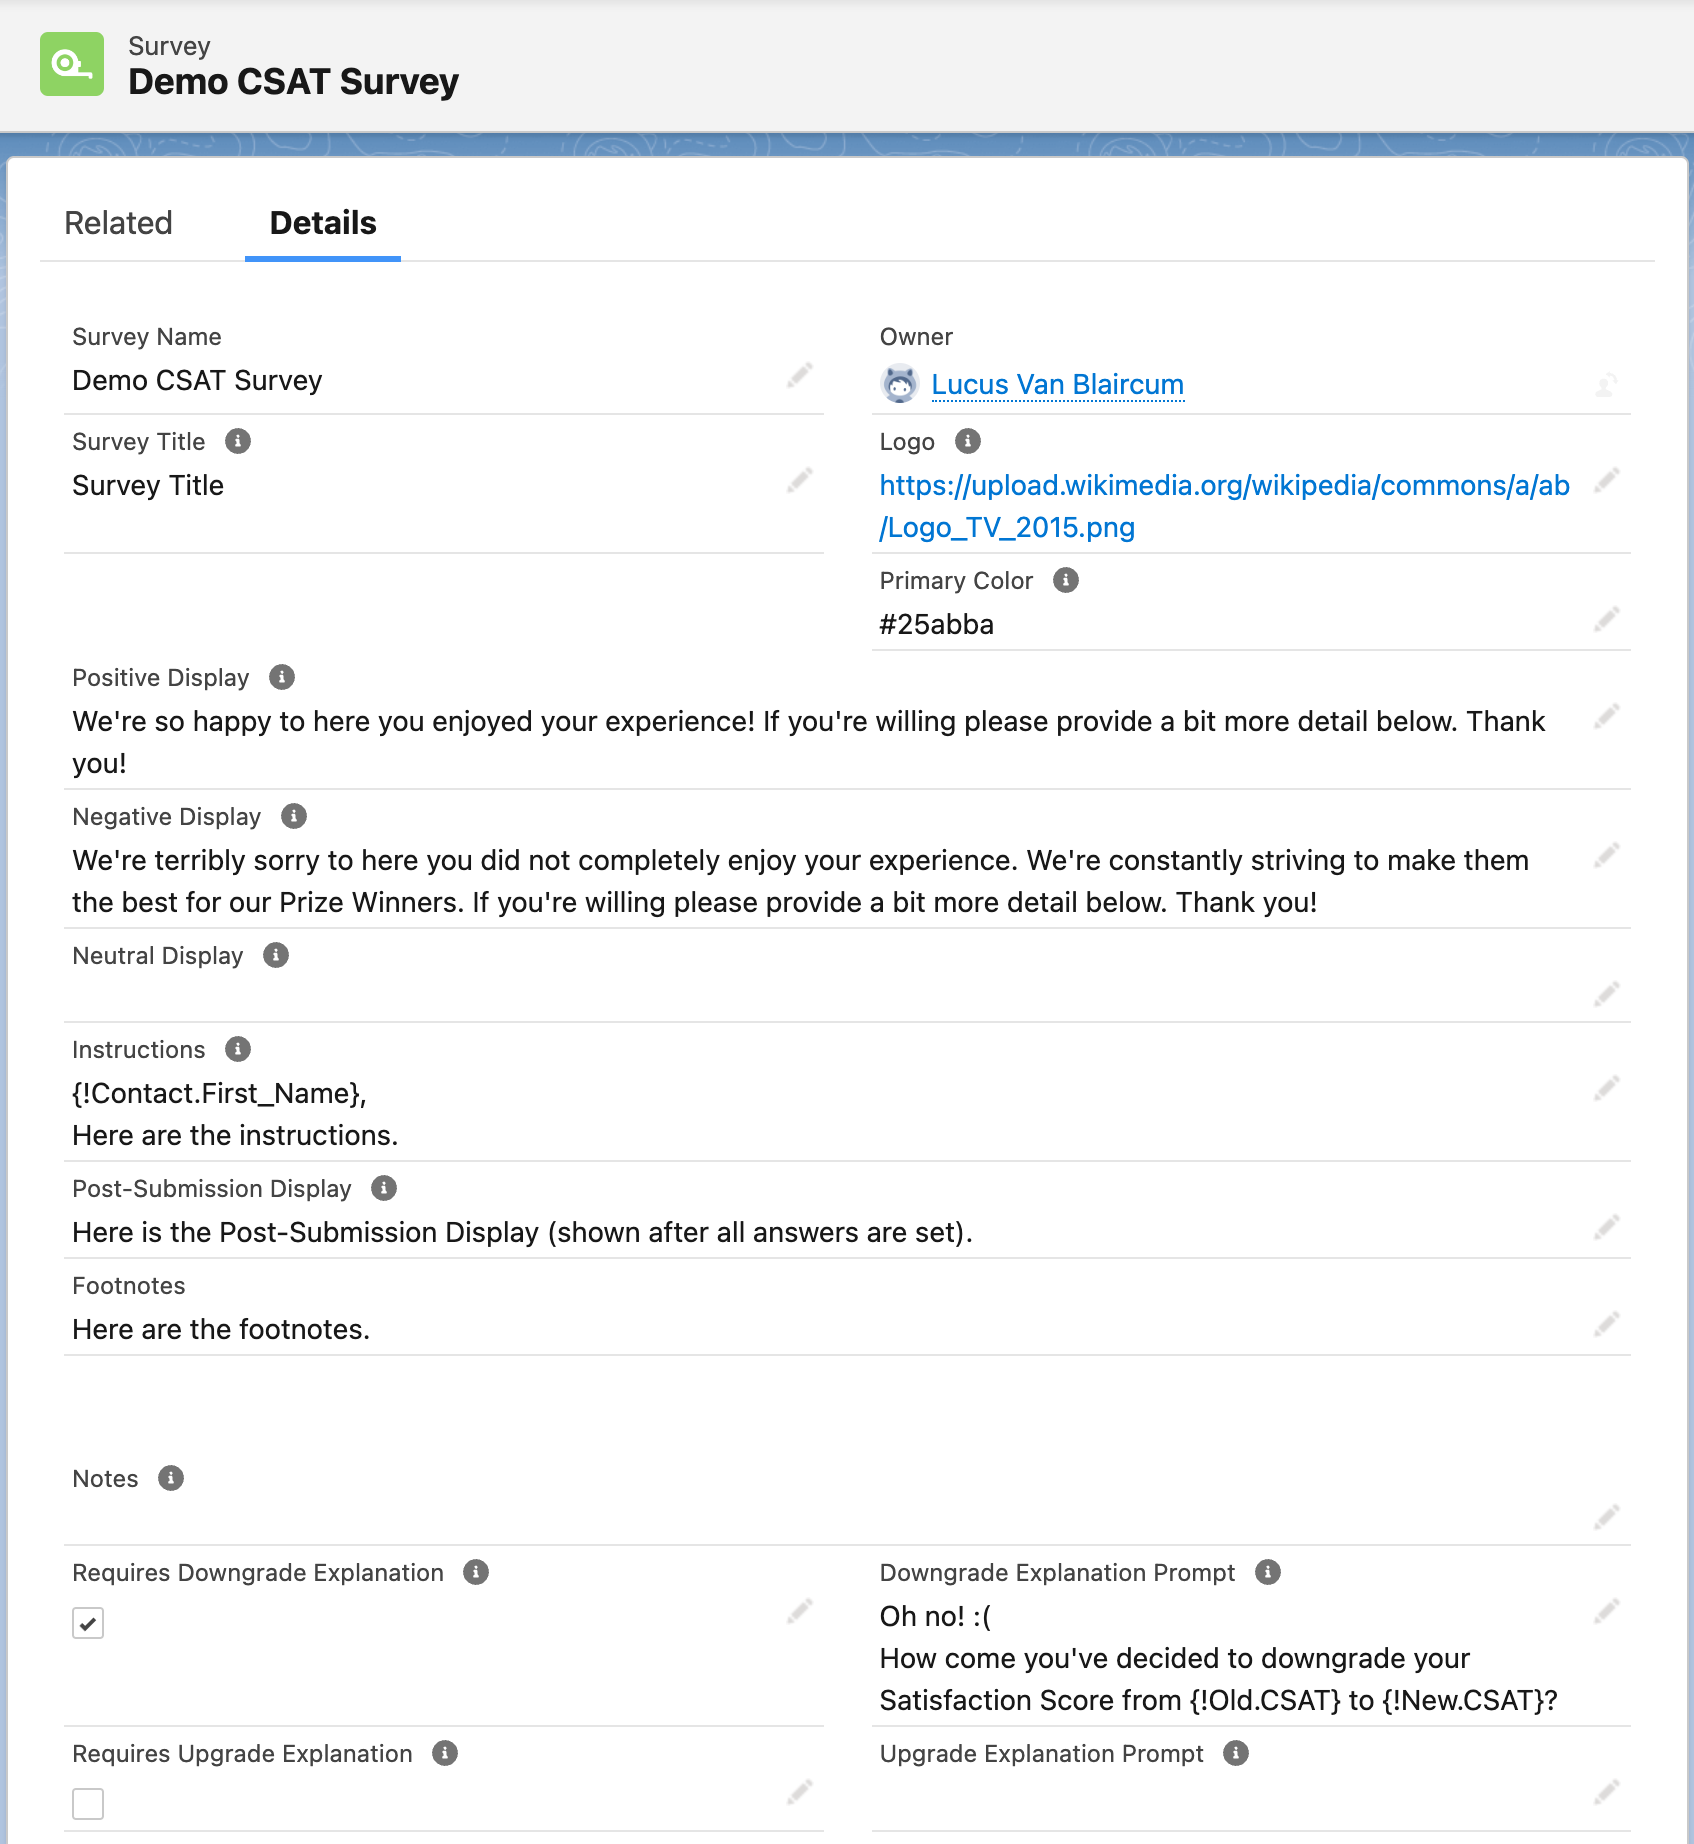 Survey
Demo CSAT Survey
Related
Details
Survey Name
Demo CSAT Survey
Owner
Lucus Van Blaircum
Survey Title
Survey Title
Logo
https://upload.wikimedia.org/wikipedia/commons/a/ab
/Logo_TV_2015.png
Primary Color
#25abba
Positive Display
We're so happy to here you enjoyed your experience! If you're willing please provide a bit more detail below. Thank
you!
Negative Display
We're terribly sorry to here you did not completely enjoy your experience. We're constantly striving to make them
the best for our Prize Winners. If you're willing please provide a bit more detail below. Thank you!
Neutral Display
Instructions
{!Contact.First_Name},
Here are the instructions.
Post-Submission Display
Here is the Post-Submission Display (shown after all answers are set).
Footnotes
Here are the footnotes.
Notes
Requires Downgrade Explanation
Downgrade Explanation Prompt
Oh no! :(
How come you've decided to downgrade your
Satisfaction Score from {!Old.CSAT} to {!New.CSAT}?
Requires Upgrade Explanation
Upgrade Explanation Prompt